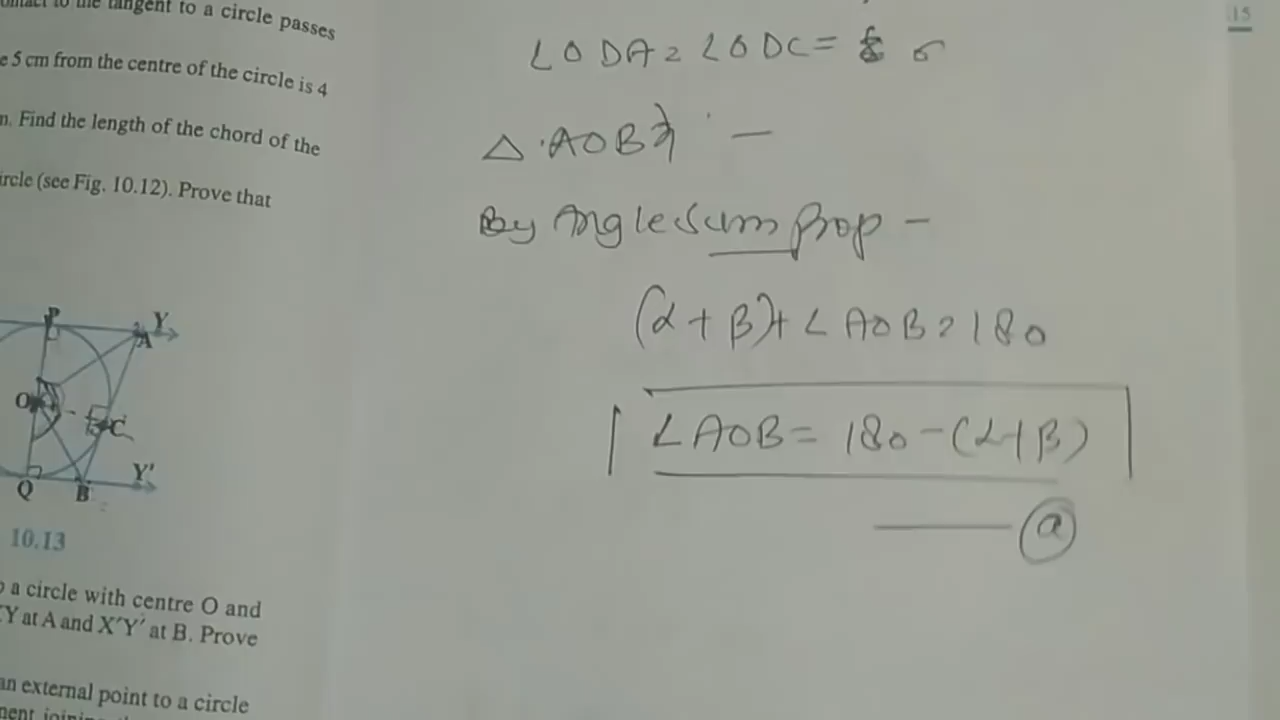 contact to the tangent to a circle passes
e 5 cm from the centre of the circle is 4
n. Find the length of the chord of the
ircle (see Fig. 10.12). Prove that
P
Y
A
O
C
Q
B
Y'
10.13
o a circle with centre O and
Y at A and X'Y' at B. Prove
an external point to a circle
15
∠ODA = ∠ODC =
△ AOB में —
By Angle Sum Prop —
(α + β) + ∠AOB = 180
∠AOB = 180 - (α + β)
a